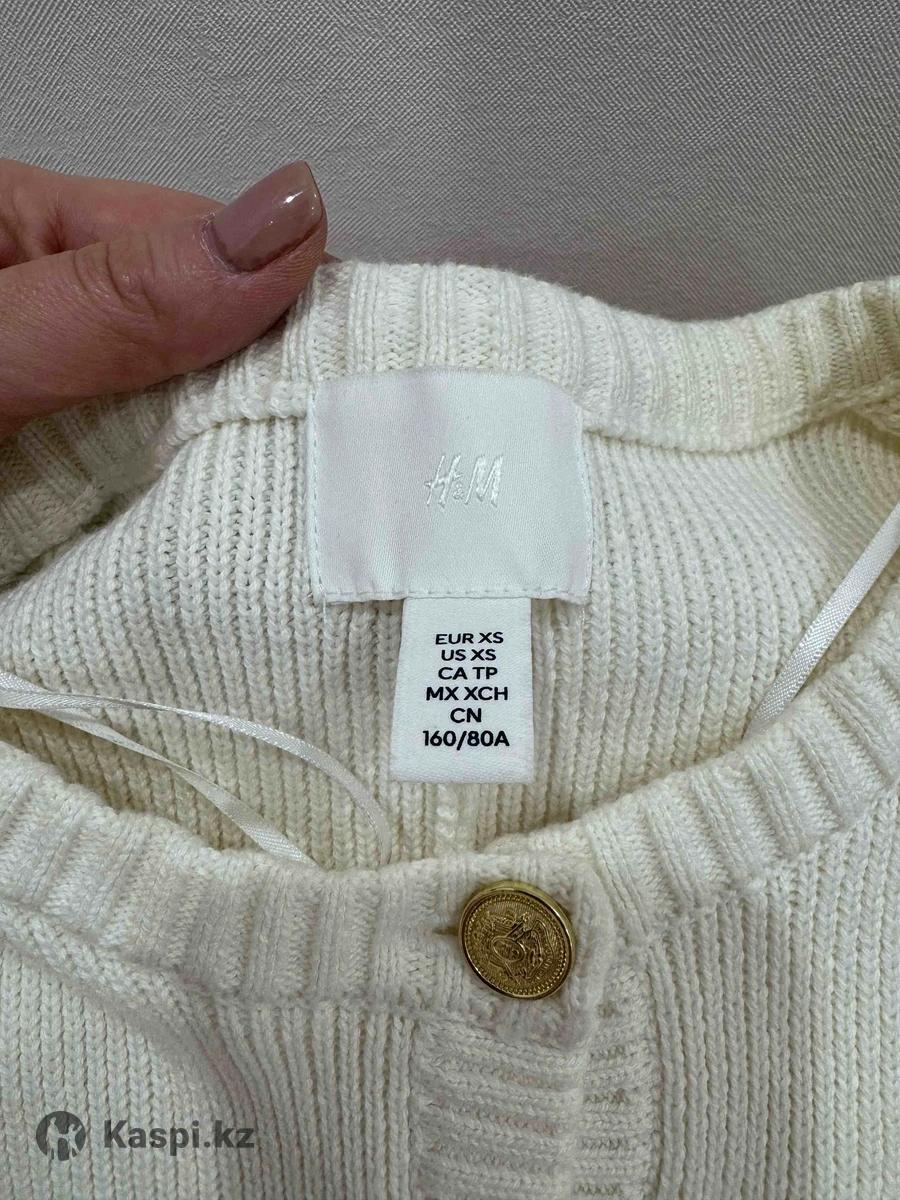 H&M
EUR XS
US XS
CA TP
MX XCH
CN
160/80A
Kaspi.kz